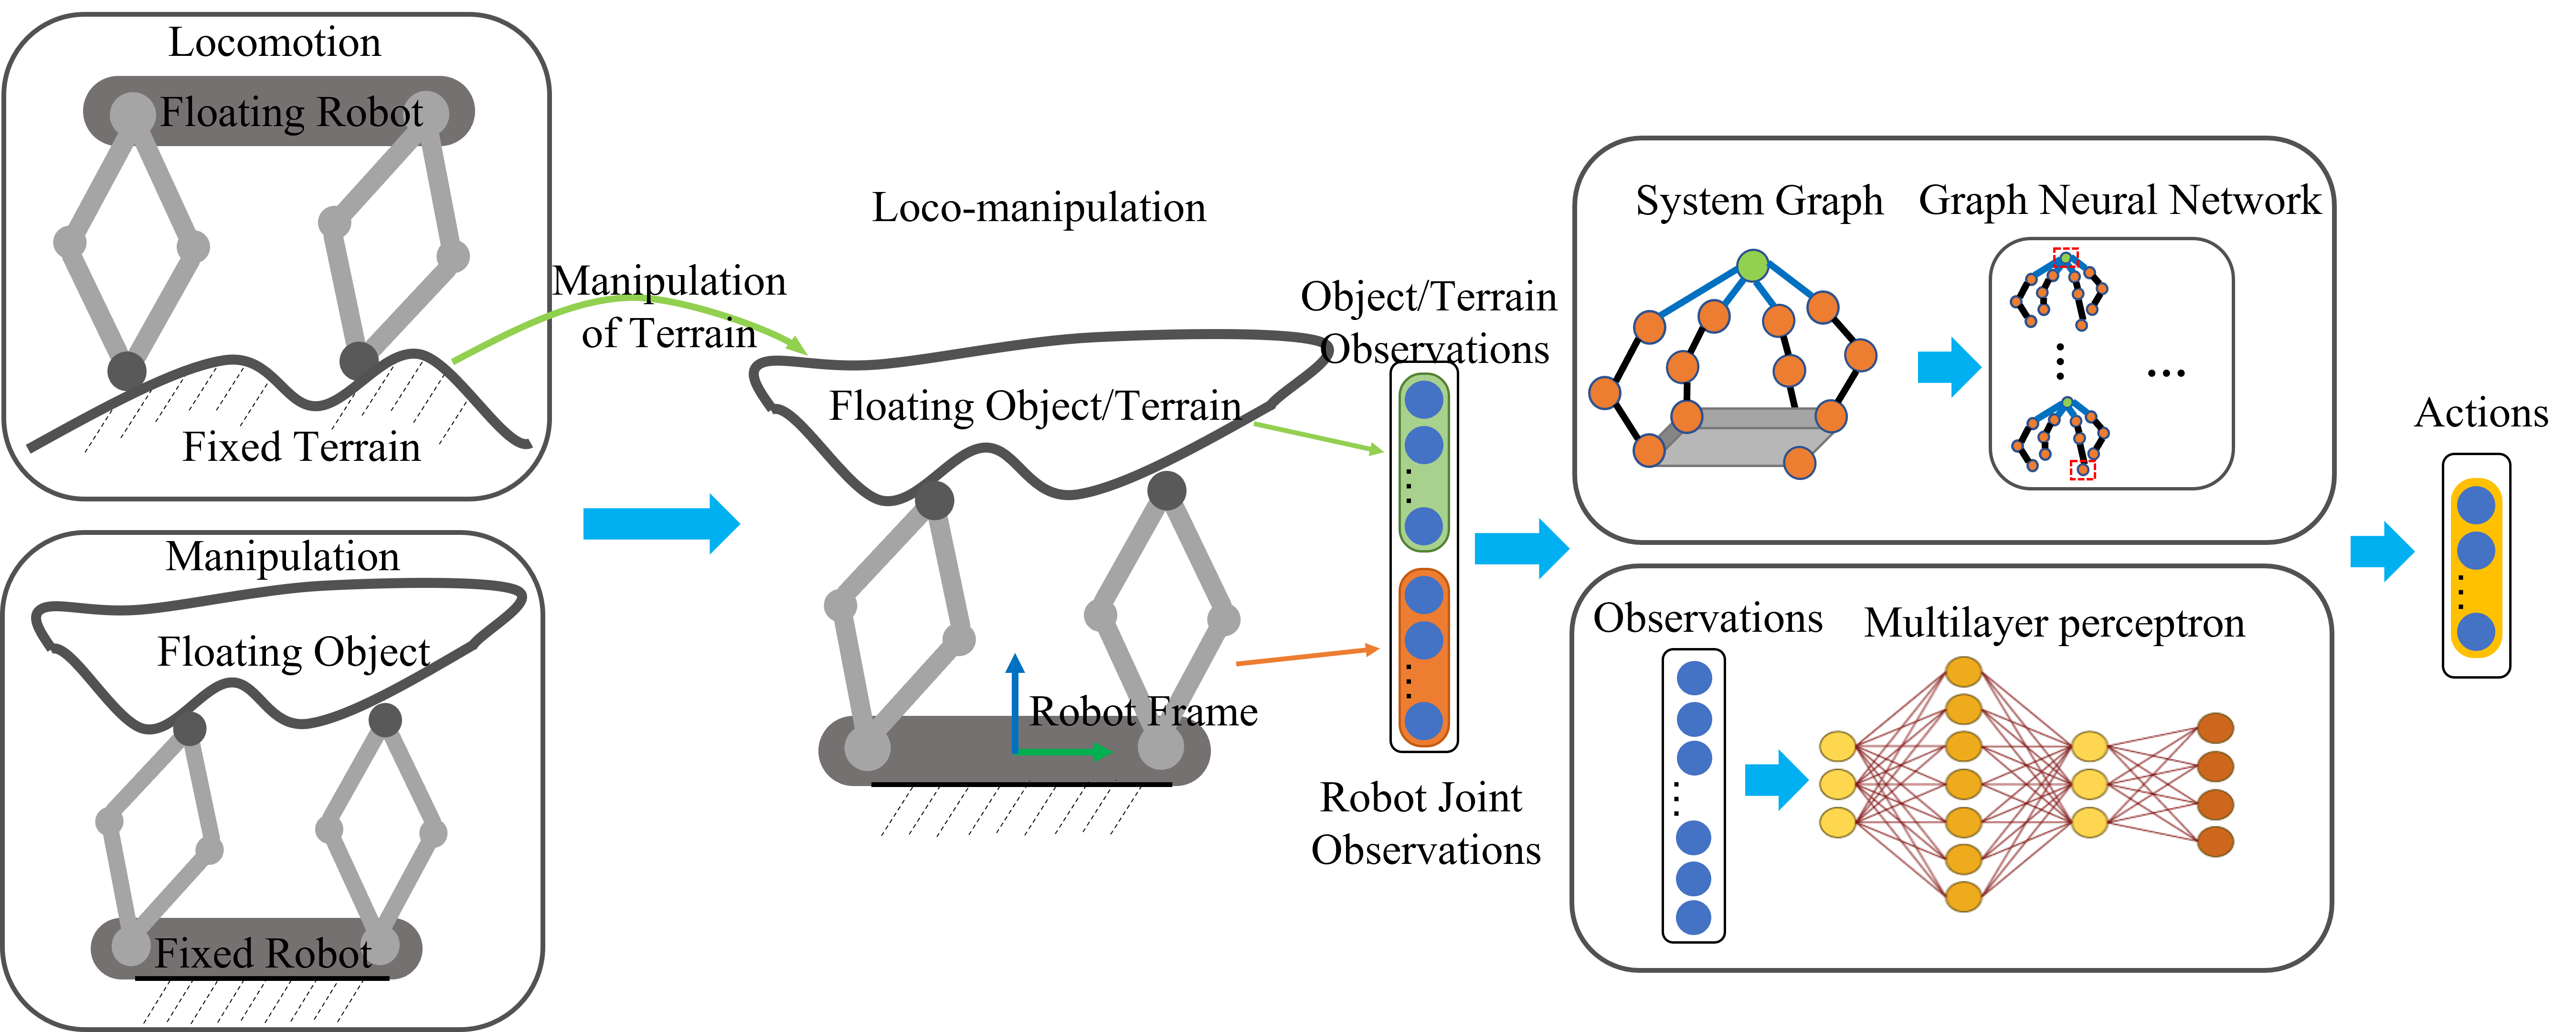 Locomotion
Floating Robot
Fixed Terrain
Manipulation
Floating Object
Fixed Robot
Manipulation
of Terrain
Loco-manipulation
Floating Object/Terrain
Robot Frame
Object/Terrain
Observations
Robot Joint
Observations
System Graph
Graph Neural Network
Observations
Multilayer perceptron
Actions